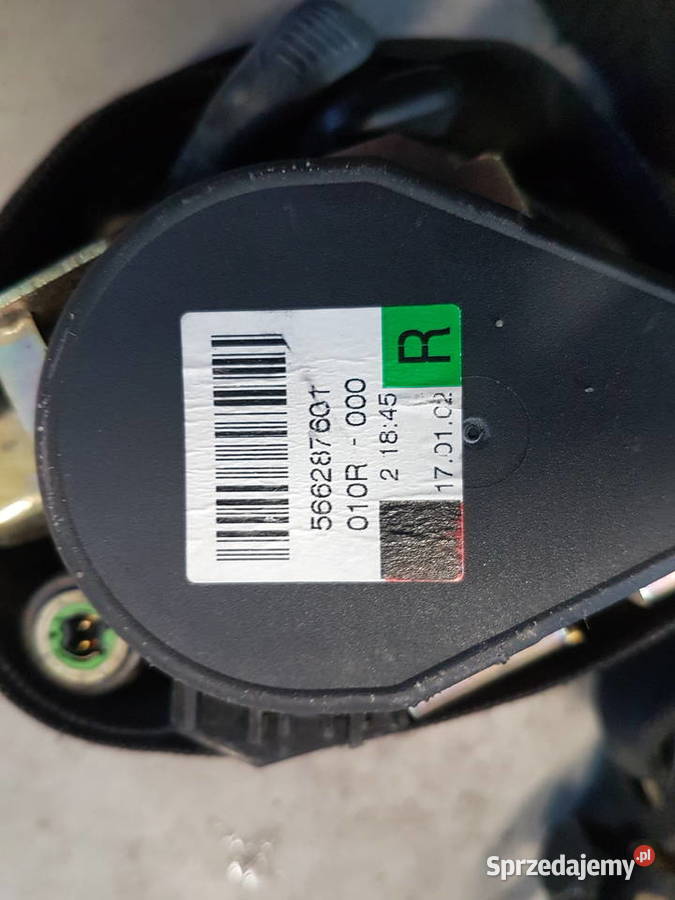 566287601
010R - 000
2 18:45
17.01.02
R
Sprzedajemy.pl